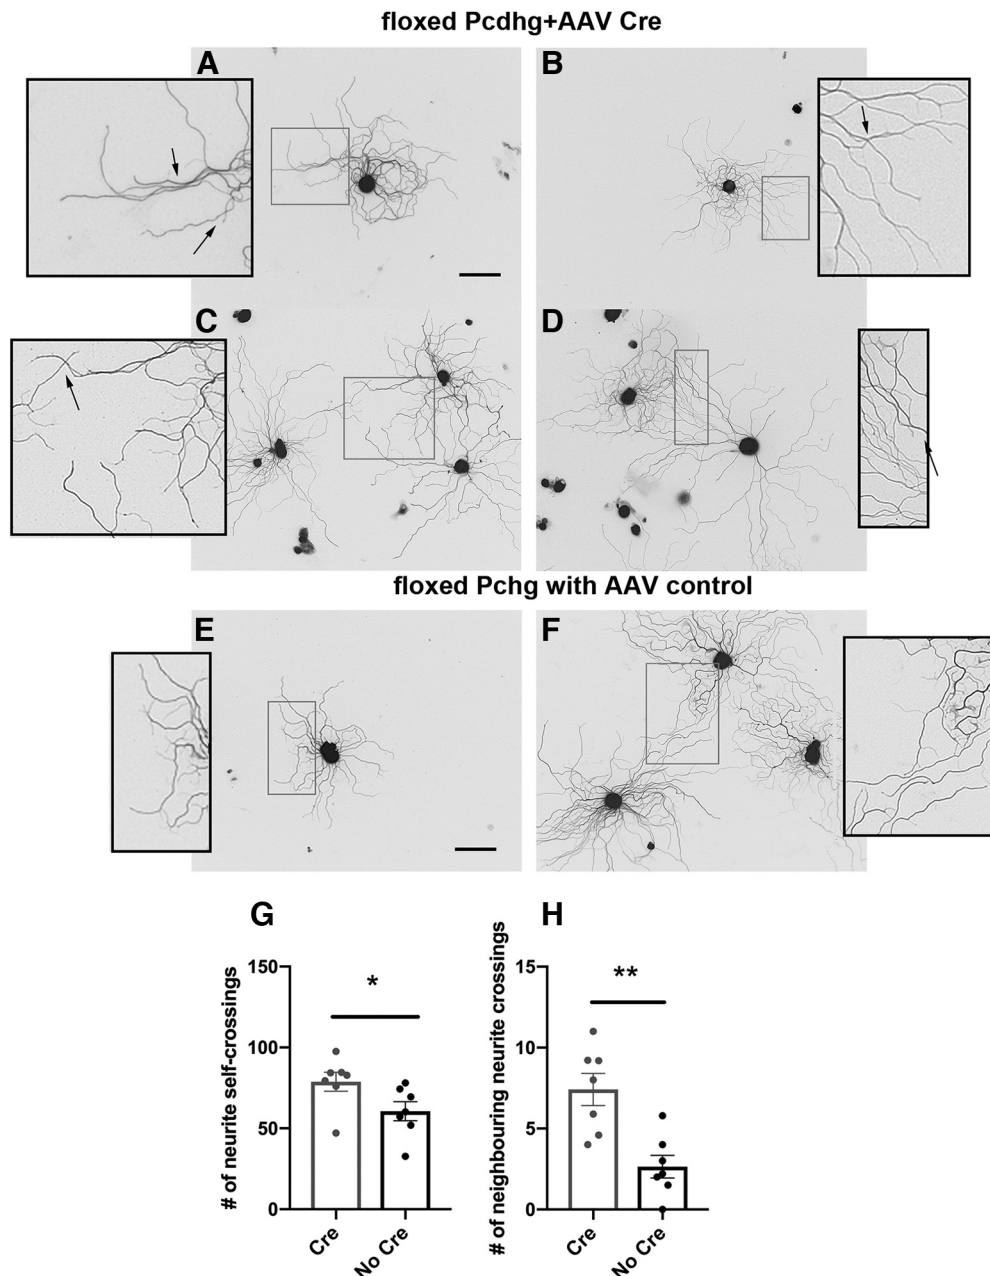 floxed Pcdhg+AAV Cre
A
B
C
D
floxed Pchg with AAV control
E
F
G
H
# of neurite self-crossings
150
100
50
0
*
Cre
No Cre
# of neighbouring neurite crossings
15
10
5
0
**
Cre
No Cre